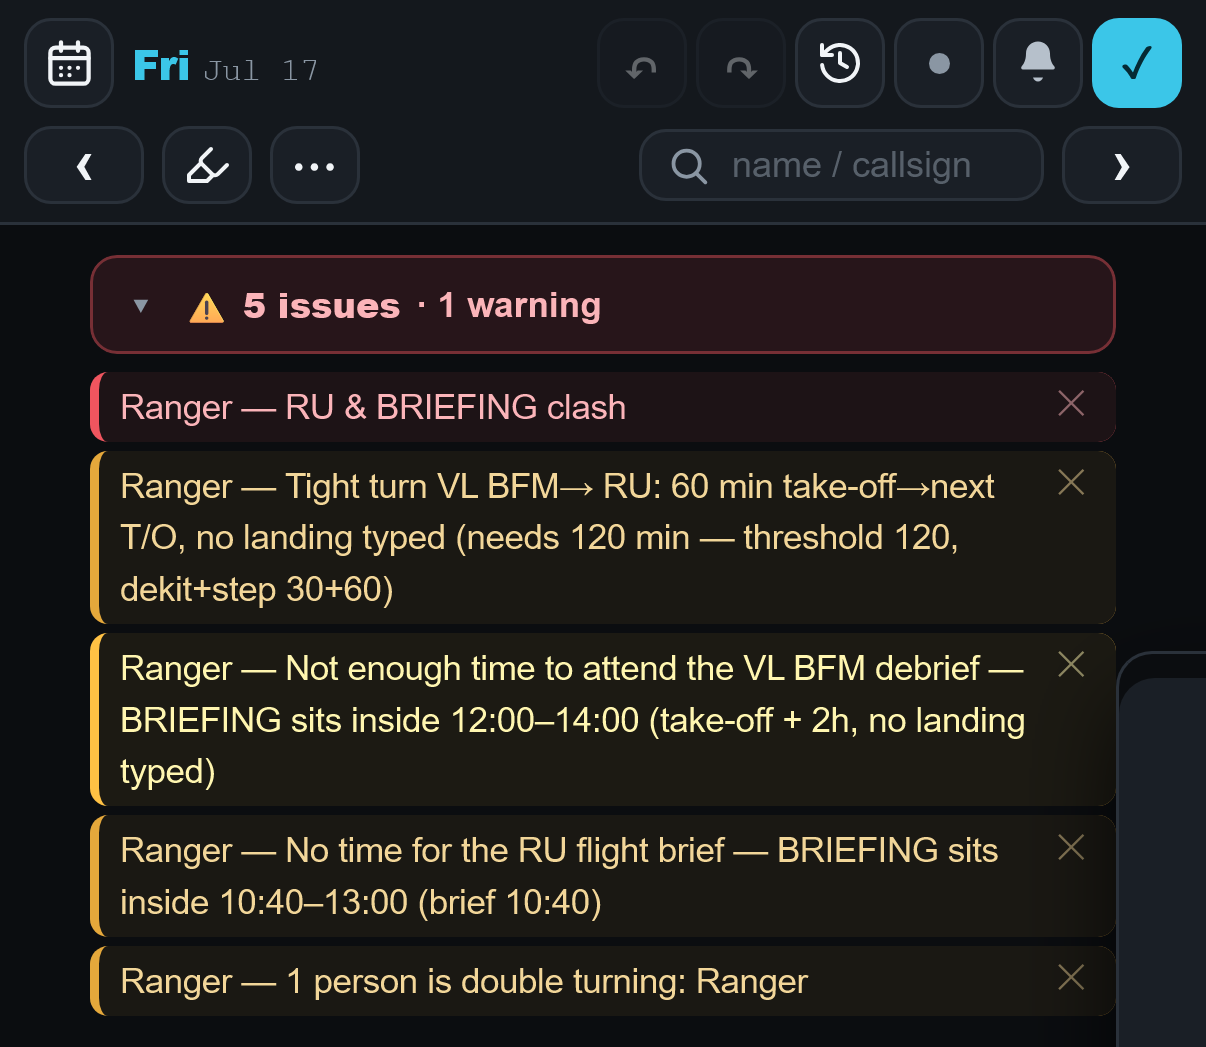 Fri Jul 17
name / callsign
5 issues · 1 warning
Ranger — RU & BRIEFING clash
Ranger — Tight turn VL BFM→ RU: 60 min take-off→next
T/O, no landing typed (needs 120 min — threshold 120,
dekit+step 30+60)
Ranger — Not enough time to attend the VL BFM debrief —
BRIEFING sits inside 12:00–14:00 (take-off + 2h, no landing
typed)
Ranger — No time for the RU flight brief — BRIEFING sits
inside 10:40–13:00 (brief 10:40)
Ranger — 1 person is double turning: Ranger